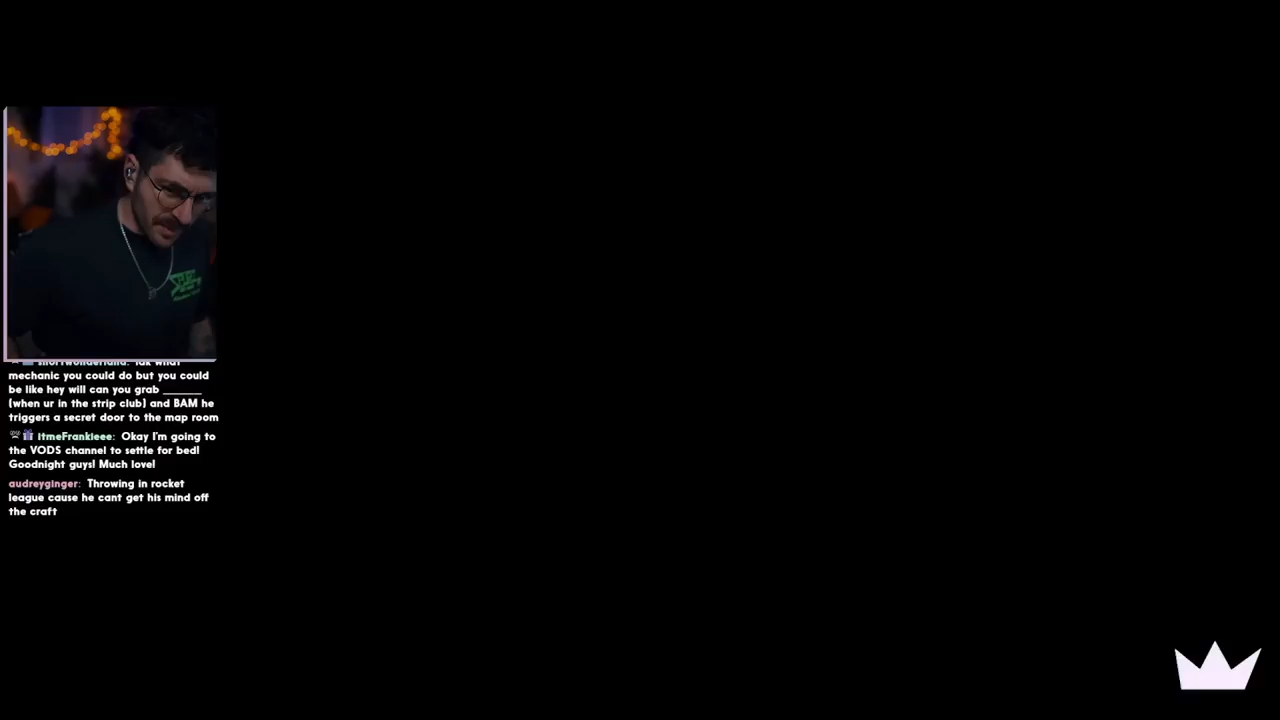 mechanic you could do but you could
be like hey will can you grab ______
(when ur in the strip club) and BAM he
triggers a secret door to the map room
itmeFrankieee: Okay I'm going to
the VODS channel to settle for bed!
Goodnight guys! Much love!
audreyginger: Throwing in rocket
league cause he cant get his mind off
the craft